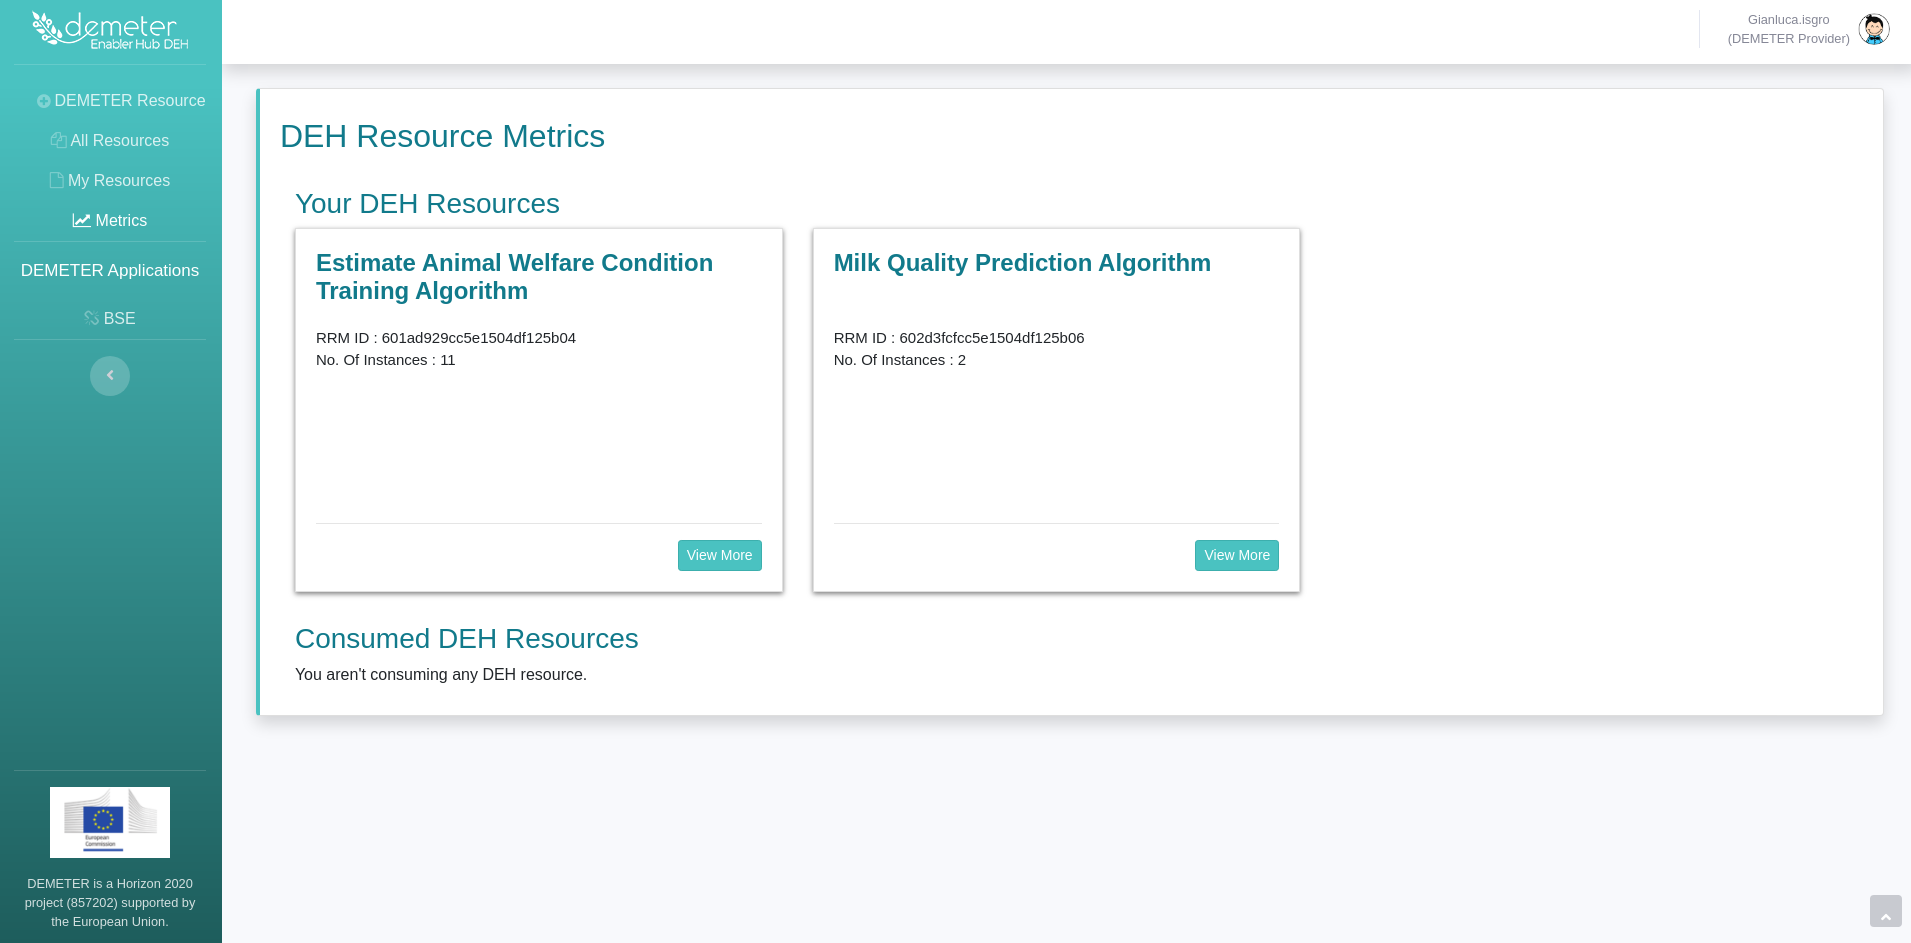 demeter
Enabler Hub DEH
Gianluca.isgro
(DEMETER Provider)
DEMETER Resource
All Resources
My Resources
Metrics
DEMETER Applications
BSE
DEH Resource Metrics
Your DEH Resources
Estimate Animal Welfare Condition
Training Algorithm
RRM ID : 601ad929cc5e1504df125b04
No. Of Instances : 11
View More
Milk Quality Prediction Algorithm
RRM ID : 602d3fcfcc5e1504df125b06
No. Of Instances : 2
View More
Consumed DEH Resources
You aren't consuming any DEH resource.
European
Commission
DEMETER is a Horizon 2020
project (857202) supported by
the European Union.